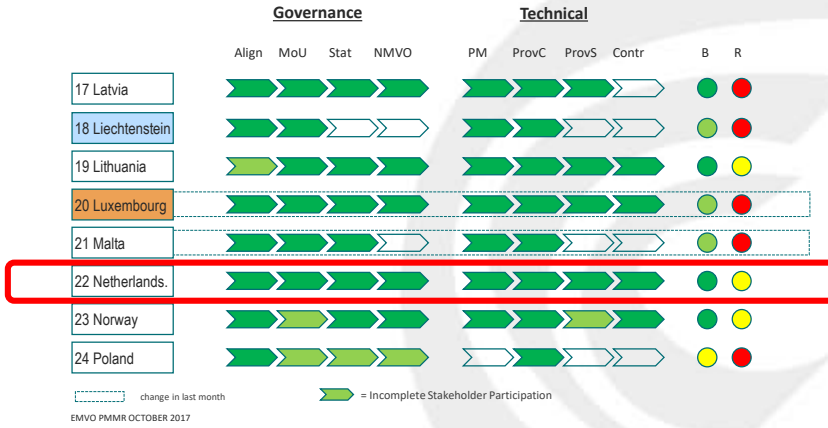 Governance Technical
Align MoU Stat NMVO PM ProvC ProvS Contr B R
17 Latvia
18 Liechtenstein
19 Lithuania
20 Luxembourg
21 Malta
22 Netherlands.
23 Norway
24 Poland
change in last month = Incomplete Stakeholder Participation
EMVO PMMR OCTOBER 2017